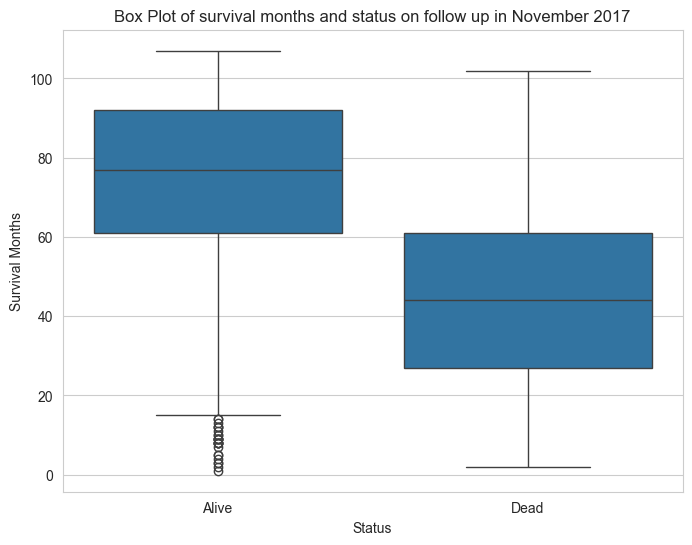 Box Plot of survival months and status on follow up in November 2017
Survival Months
100
80
60
40
20
0
Alive
Dead
Status